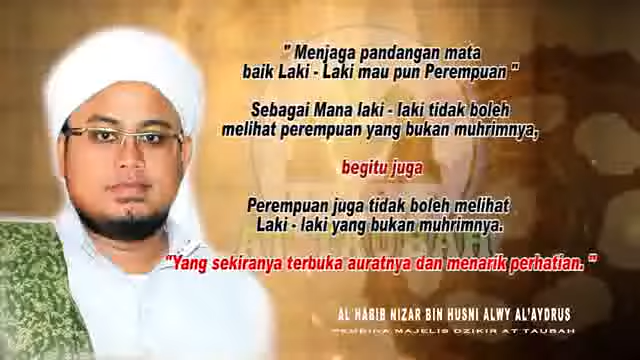 " Menjaga pandangan mata
baik Laki - Laki mau pun Perempuan "
Sebagai Mana laki - laki tidak boleh
melihat perempuan yang bukan muhrimnya,
begitu juga
Perempuan juga tidak boleh melihat
Laki - laki yang bukan muhrimnya.
"Yang sekiranya terbuka auratnya dan menarik perhatian. "
AL HABIB NIZAR BIN HUSNI ALWY AL'AYDRUS
PEMBINA MAJELIS DZIKIR AT TAUBAH